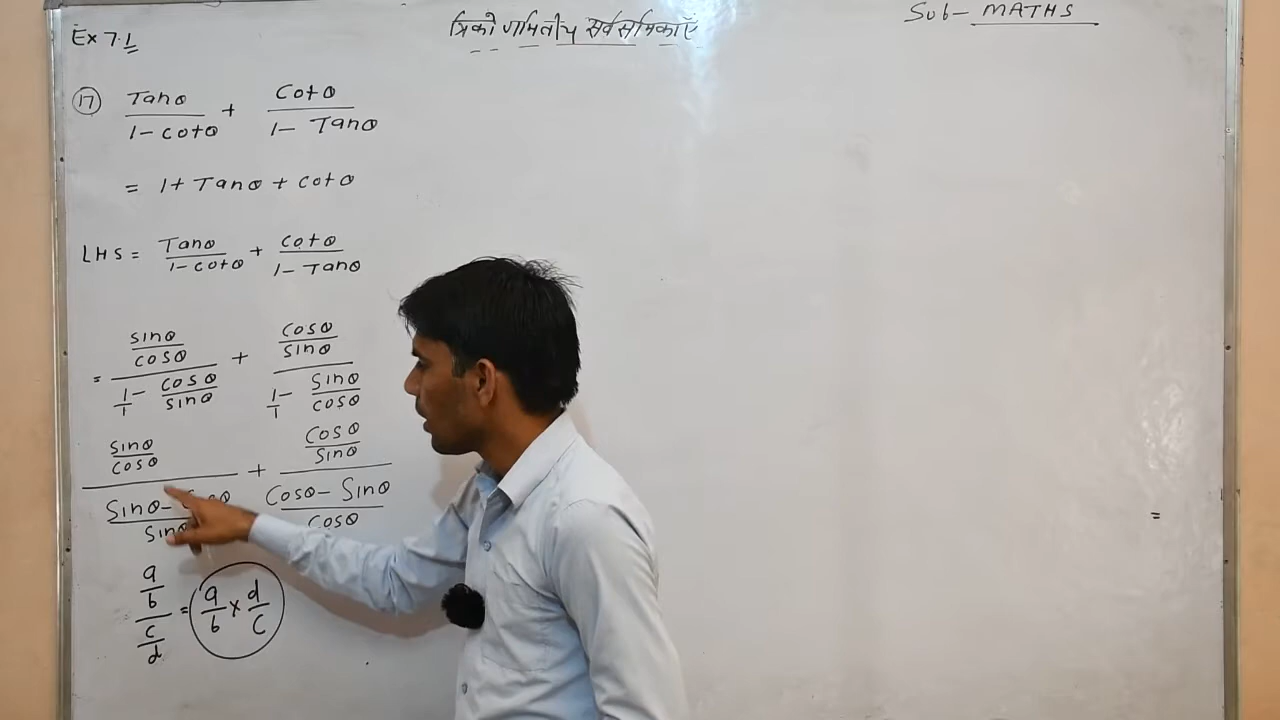 Ex 7.1
त्रिकोणमितीय सर्वसमिकाएँ
Sub- MATHS
(17) Tanθ/(1-cotθ) + Cotθ/(1- Tanθ)
= 1+ Tanθ + cotθ
LHS = Tanθ/(1-cotθ) + cotθ/(1- Tanθ)
= (sinθ/cosθ)/(1/1 - cosθ/sinθ) + (cosθ/sinθ)/(1/1 - sinθ/cosθ)
(sinθ/cosθ)/((Sinθ- θ)/sinθ) + (cosθ/sinθ)/((Cosθ- Sinθ)/cosθ)
=
(a/b)/(c/d) = a/b × d/c